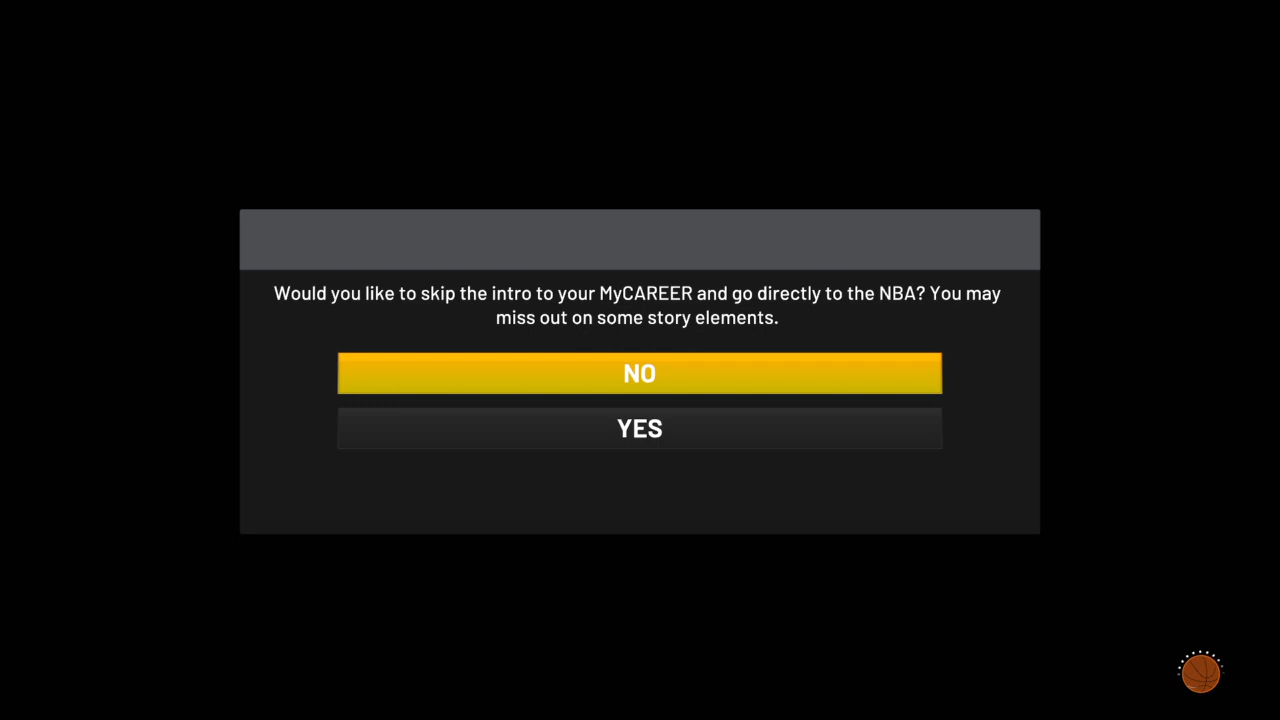 Would you like to skip the intro to your MyCAREER and go directly to the NBA? You may
miss out on some story elements.
NO
YES